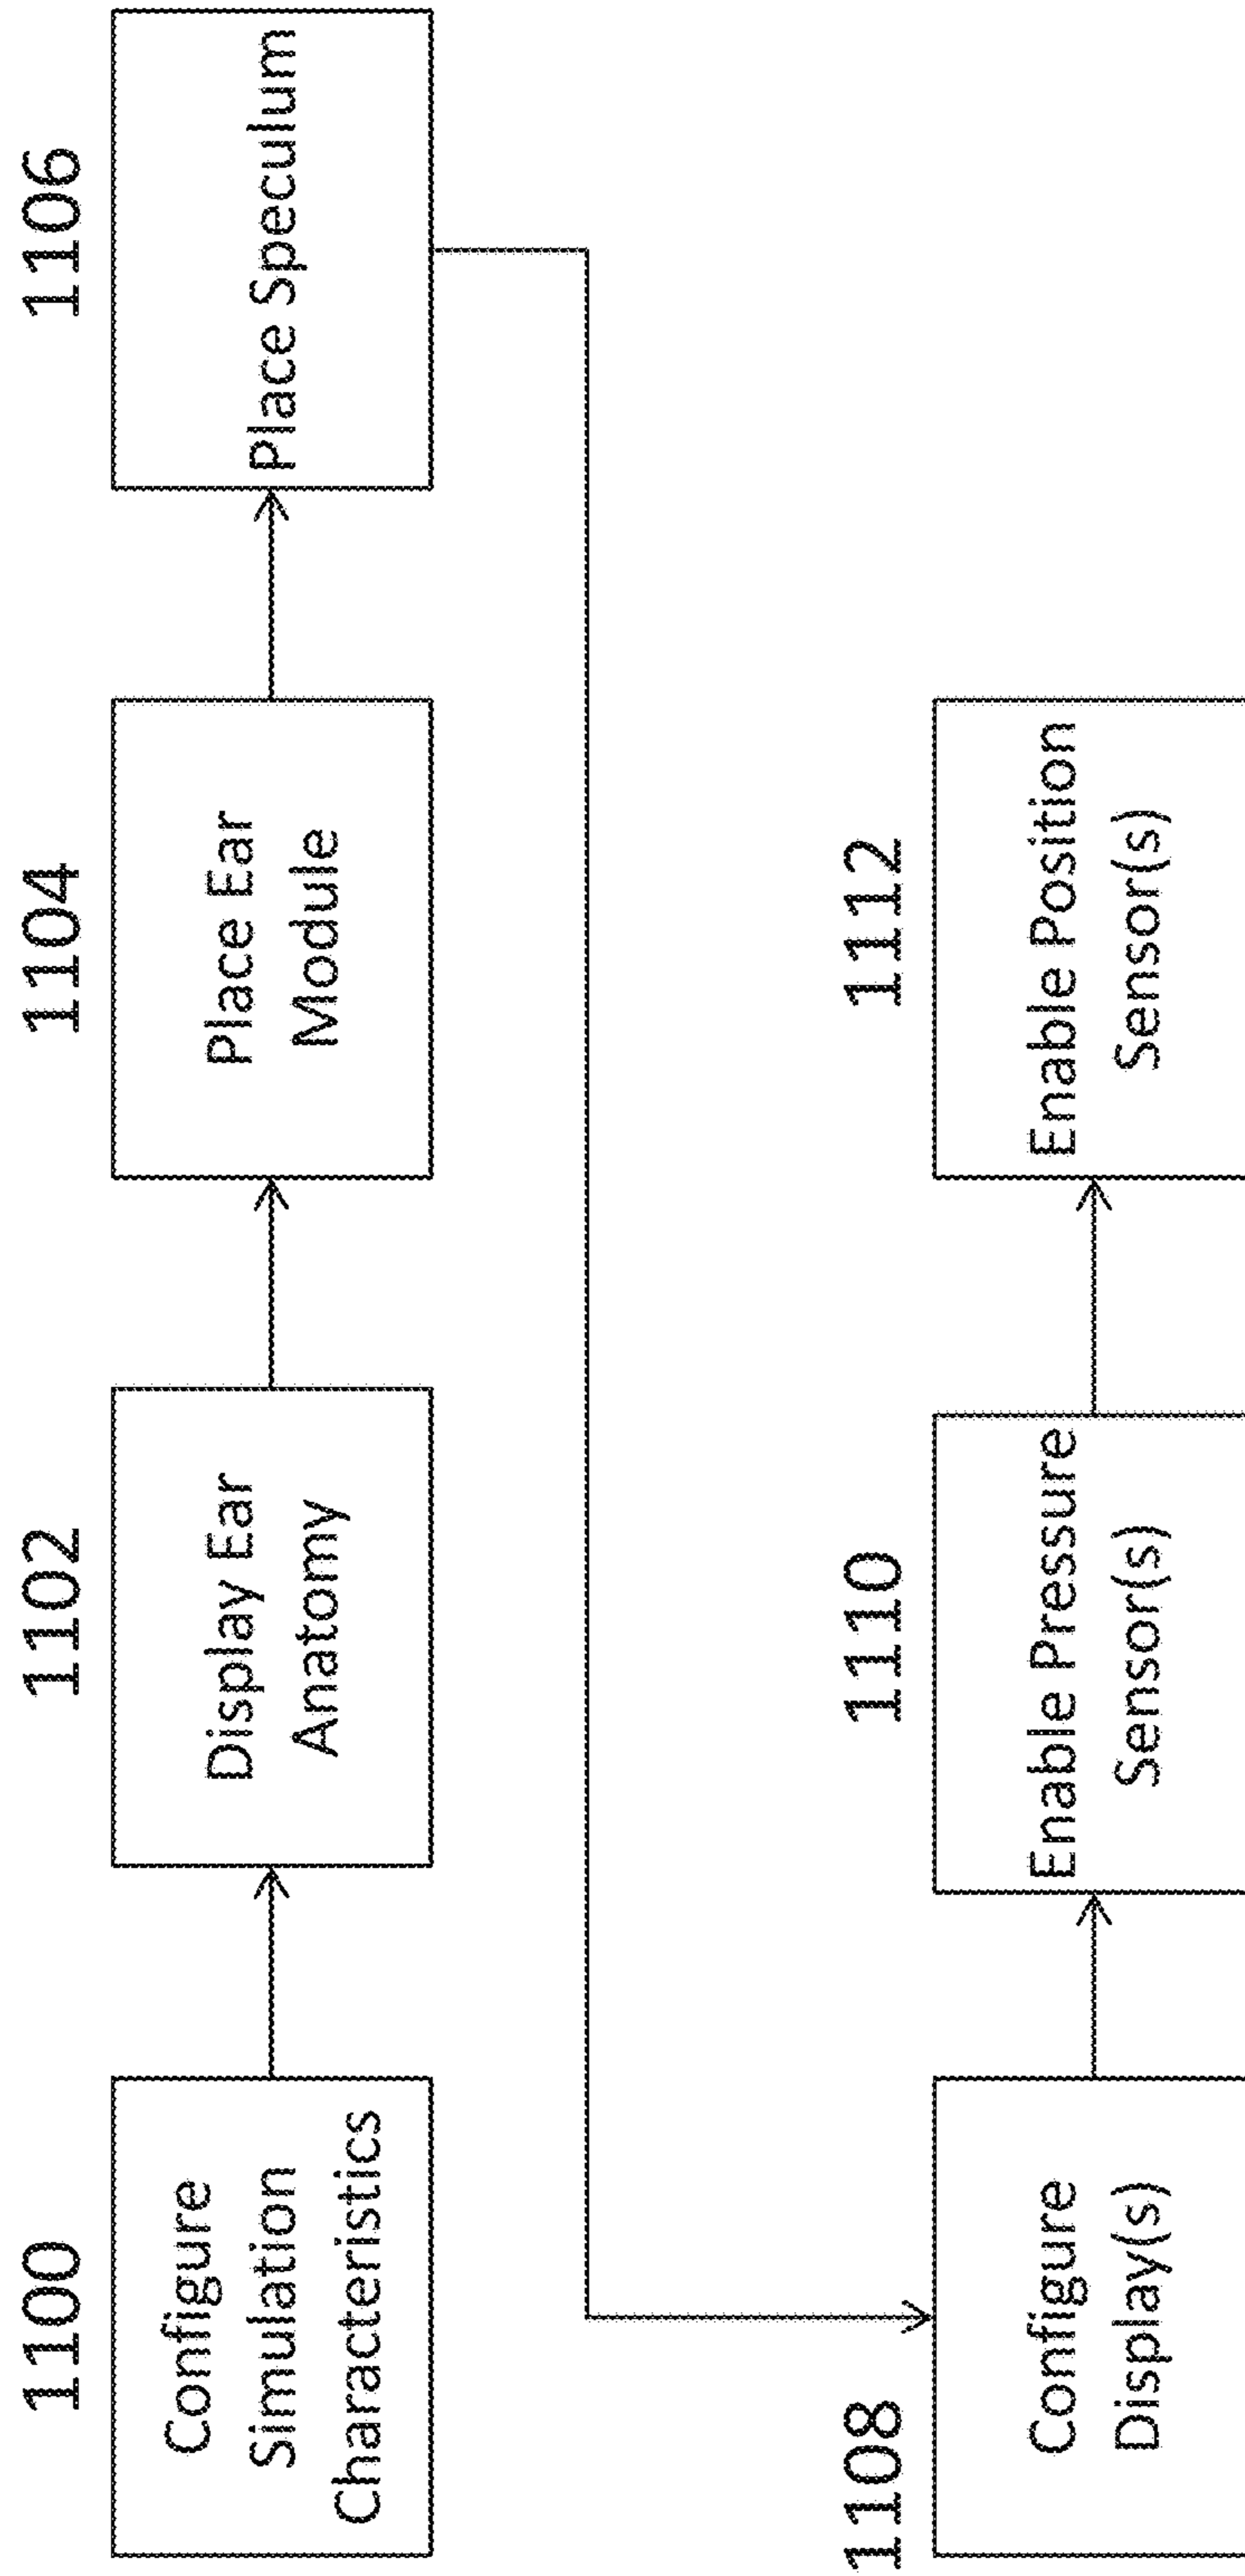 1100
Configure
Simulation
Characteristics
1102
Display Ear
Anatomy
1104
Place Ear
Module
1106
Place Speculum
1108
Configure
Display(s)
1110
Enable Pressure
Sensor(s)
1112
Enable Position
Sensor(s)